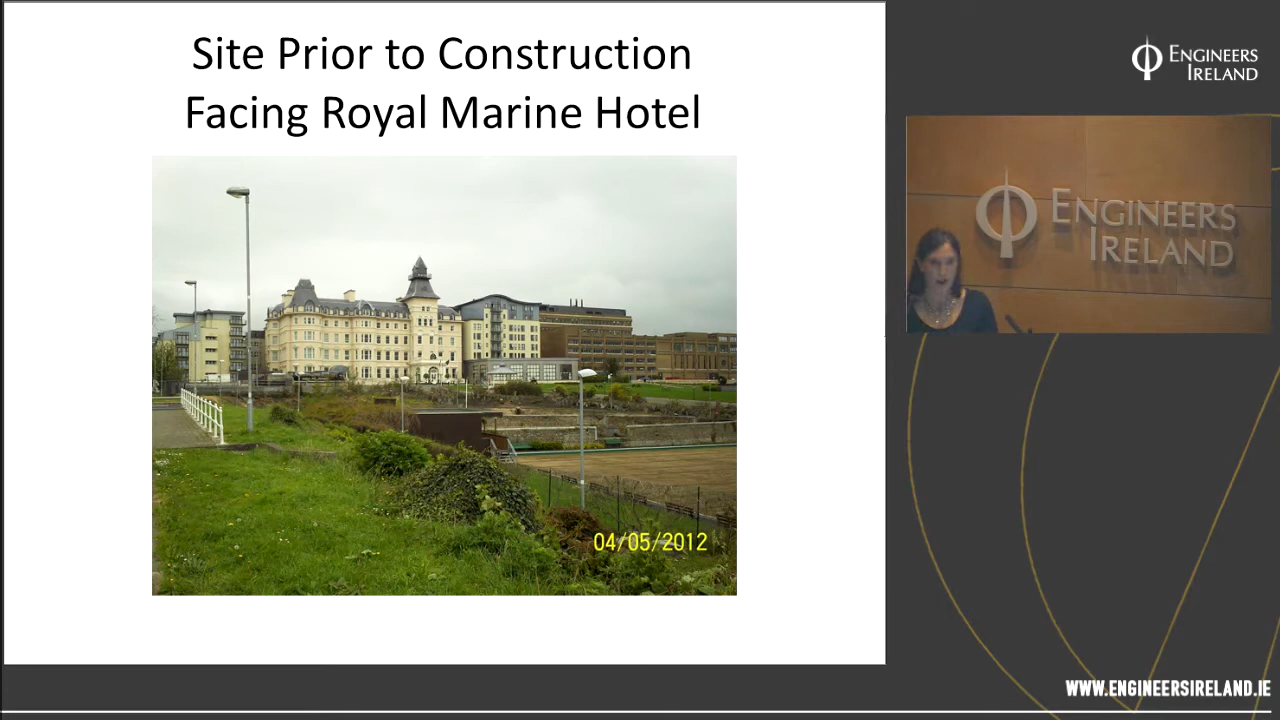 Site Prior to Construction
Facing Royal Marine Hotel
04/05/2012
ENGINEERS
IRELAND
ENGINEERS
IRELAND
WWW.ENGINEERSIRELAND.IE